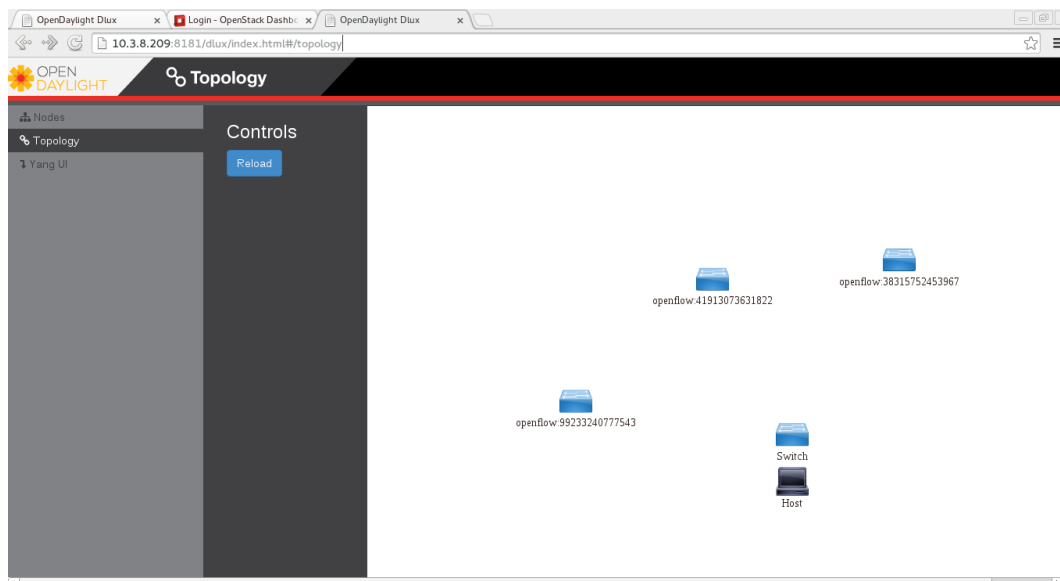 OpenDaylight Dlux
Login - OpenStack Dashbo
OpenDaylight Dlux
10.3.8.209:8181/dlux/index.html#/topology
OPEN
DAYLIGHT
Topology
Nodes
Topology
Yang UI
Controls
Reload
openflow:38315752453967
openflow:41913073631822
openflow:99233240777543
Switch
Host